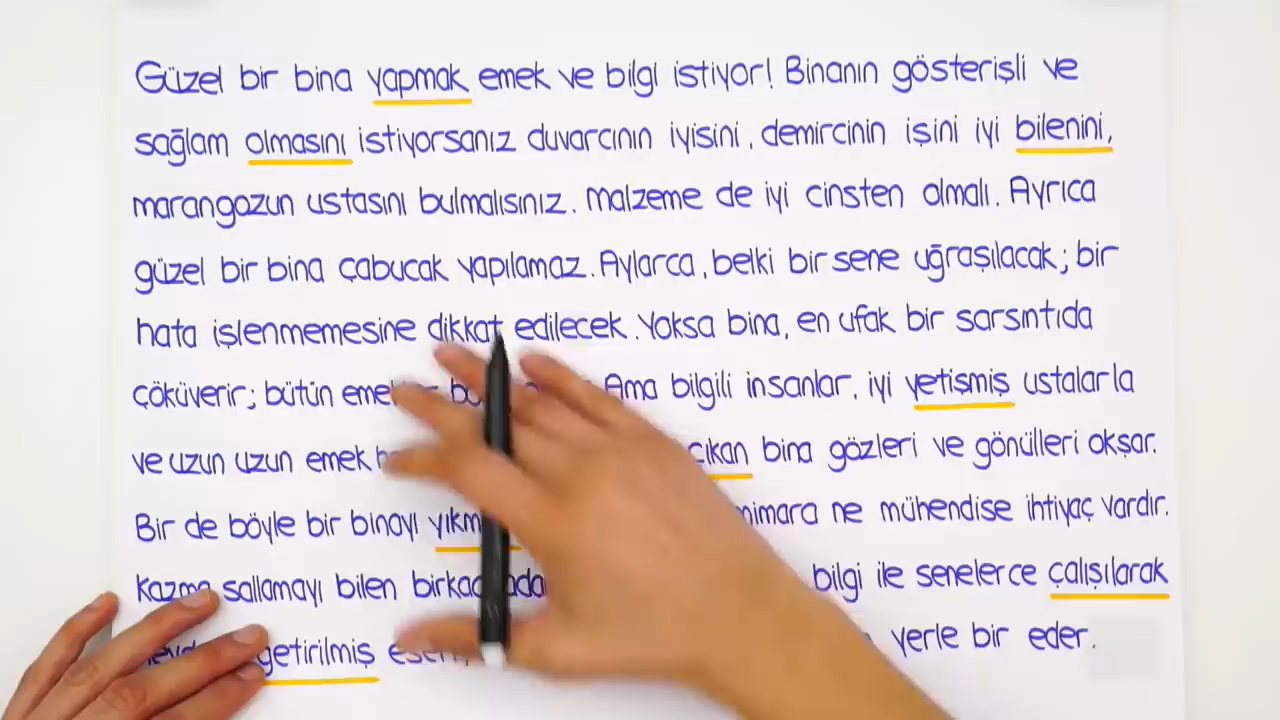 Güzel bir bina yapmak emek ve bilgi istiyor! Binanın gösterişli ve
sağlam olmasını istiyorsanız duvarcının iyisini, demircinin işini iyi bilenini,
marangozun ustasını bulmalısınız. Malzeme de iyi cinsten olmalı. Ayrıca
güzel bir bina çabucak yapılamaz. Aylarca, belki bir sene uğraşılacak; bir
hata işlenmemesine dikkat edilecek. Yoksa bina, en ufak bir sarsıntıda
çöküverir; bütün Ama bilgili insanlar, iyi yetişmiş ustalarla
ve uzun uzun emek çıkan bina gözleri ve gönülleri okşar.
Bir de böyle bir binayı mimara ne mühendise ihtiyaç vardır.
Kazma sallamayı bilen birkaç bilgi ile senelerce çalışılarak
getirilmiş yerle bir eder.